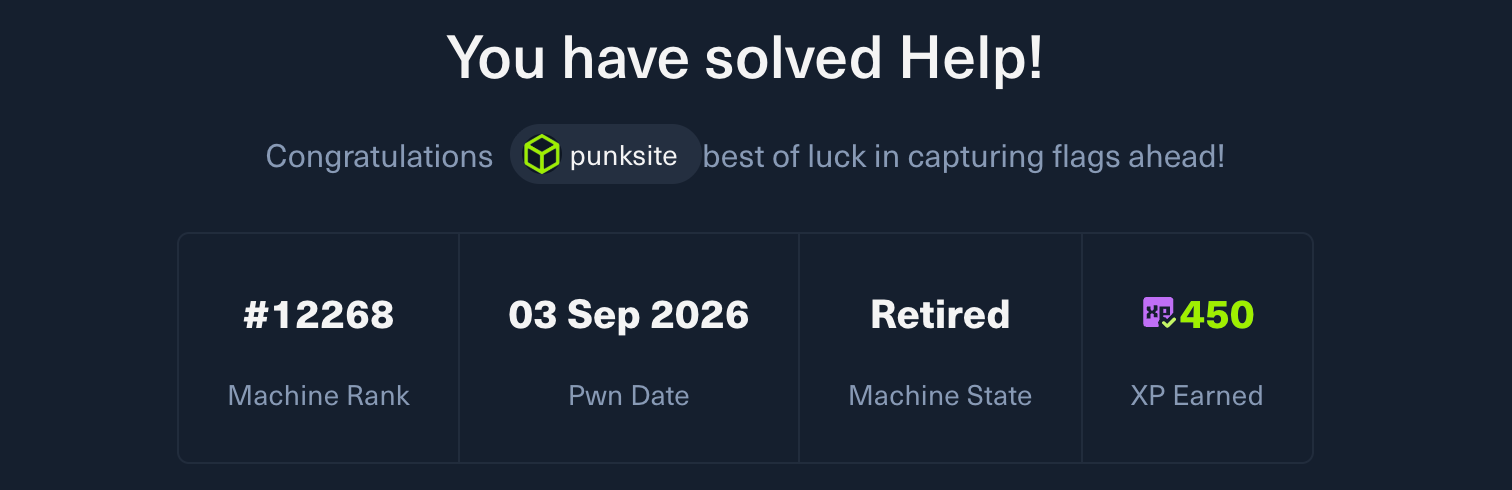 You have solved Help!
Congratulations punksite best of luck in capturing flags ahead!
#12268 03 Sep 2026 Retired XP 450
Machine Rank Pwn Date Machine State XP Earned